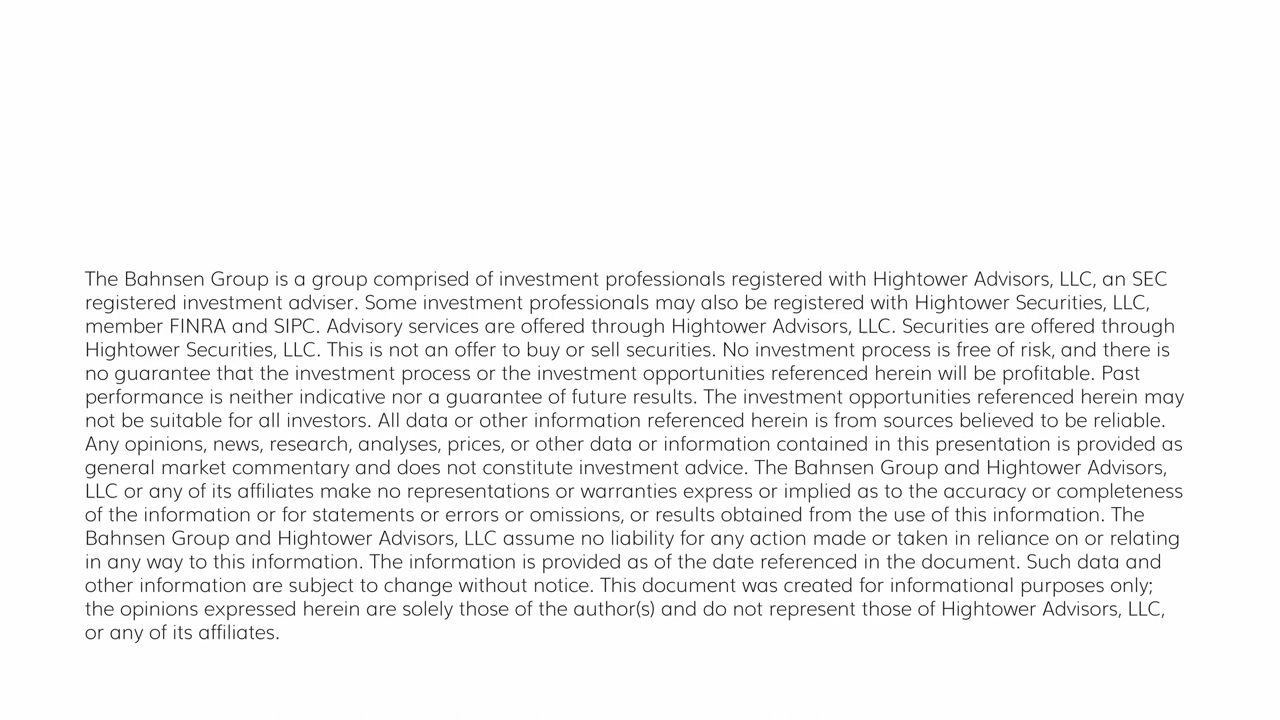 The Bahnsen Group is a group comprised of investment professionals registered with Hightower Advisors, LLC, an SEC
registered investment adviser. Some investment professionals may also be registered with Hightower Securities, LLC,
member FINRA and SIPC. Advisory services are offered through Hightower Advisors, LLC. Securities are offered through
Hightower Securities, LLC. This is not an offer to buy or sell securities. No investment process is free of risk, and there is
no guarantee that the investment process or the investment opportunities referenced herein will be profitable. Past
performance is neither indicative nor a guarantee of future results. The investment opportunities referenced herein may
not be suitable for all investors. All data or other information referenced herein is from sources believed to be reliable.
Any opinions, news, research, analyses, prices, or other data or information contained in this presentation is provided as
general market commentary and does not constitute investment advice. The Bahnsen Group and Hightower Advisors,
LLC or any of its affiliates make no representations or warranties express or implied as to the accuracy or completeness
of the information or for statements or errors or omissions, or results obtained from the use of this information. The
Bahnsen Group and Hightower Advisors, LLC assume no liability for any action made or taken in reliance on or relating
in any way to this information. The information is provided as of the date referenced in the document. Such data and
other information are subject to change without notice. This document was created for informational purposes only;
the opinions expressed herein are solely those of the author(s) and do not represent those of Hightower Advisors, LLC,
or any of its affiliates.